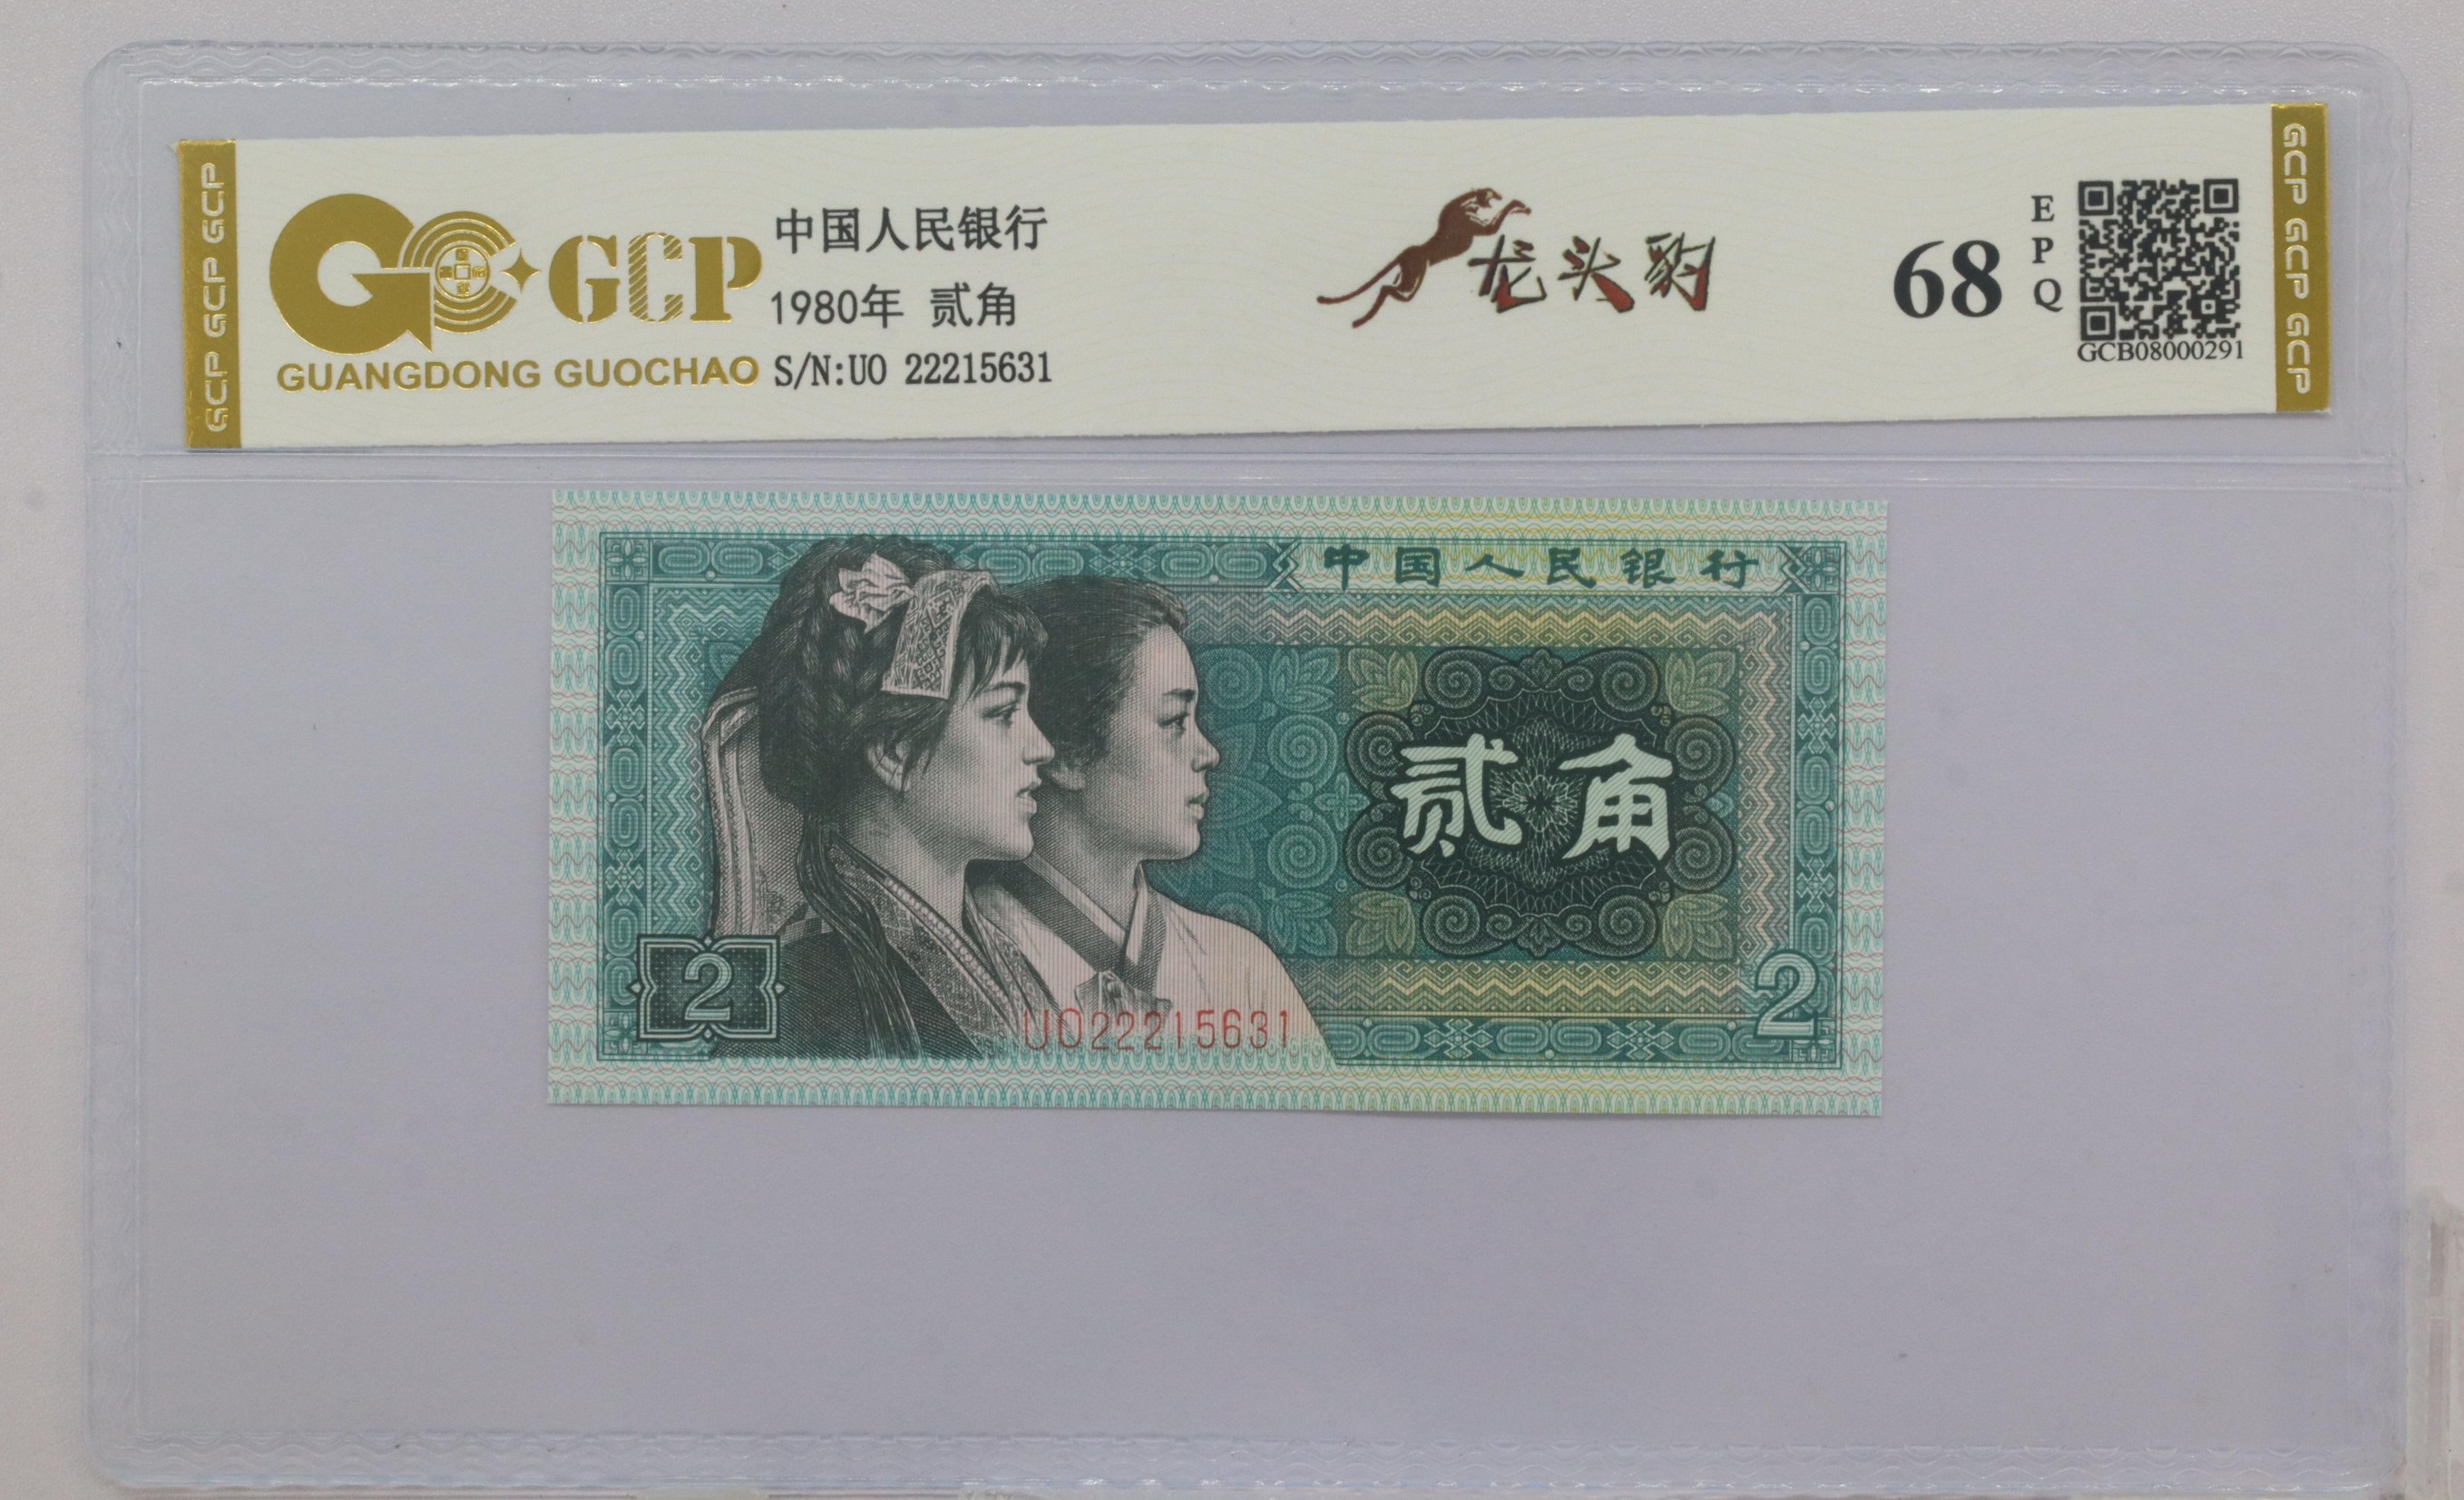 GCP GCP GCP
GCP
GUANGDONG GUOCHAO
中国人民银行
1980年 贰角
S/N:UO 22215631
龙头豹
68
EPQ
GCB08000291
GCP GCP GCP
中国人民银行
贰角
2
UO22215631
2